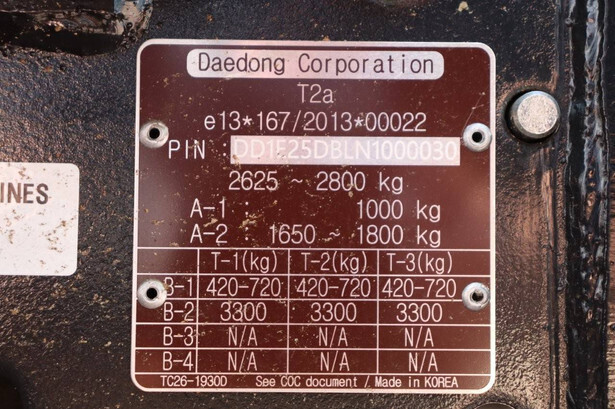 Daedong Corporation
T2a
e13*167/2013*00022
PIN : DD1F25DBLN1000030
2625 ~ 2800 kg
A-1 : 1000 kg
A-2 : 1650 ~ 1800 kg
T-1(kg) T-2(kg) T-3(kg)
B-1 420-720 420-720 420-720
B-2 3300 3300 3300
B-3 N/A N/A N/A
B-4 N/A N/A N/A
TC26-1930D See COC document / Made in KOREA
INES